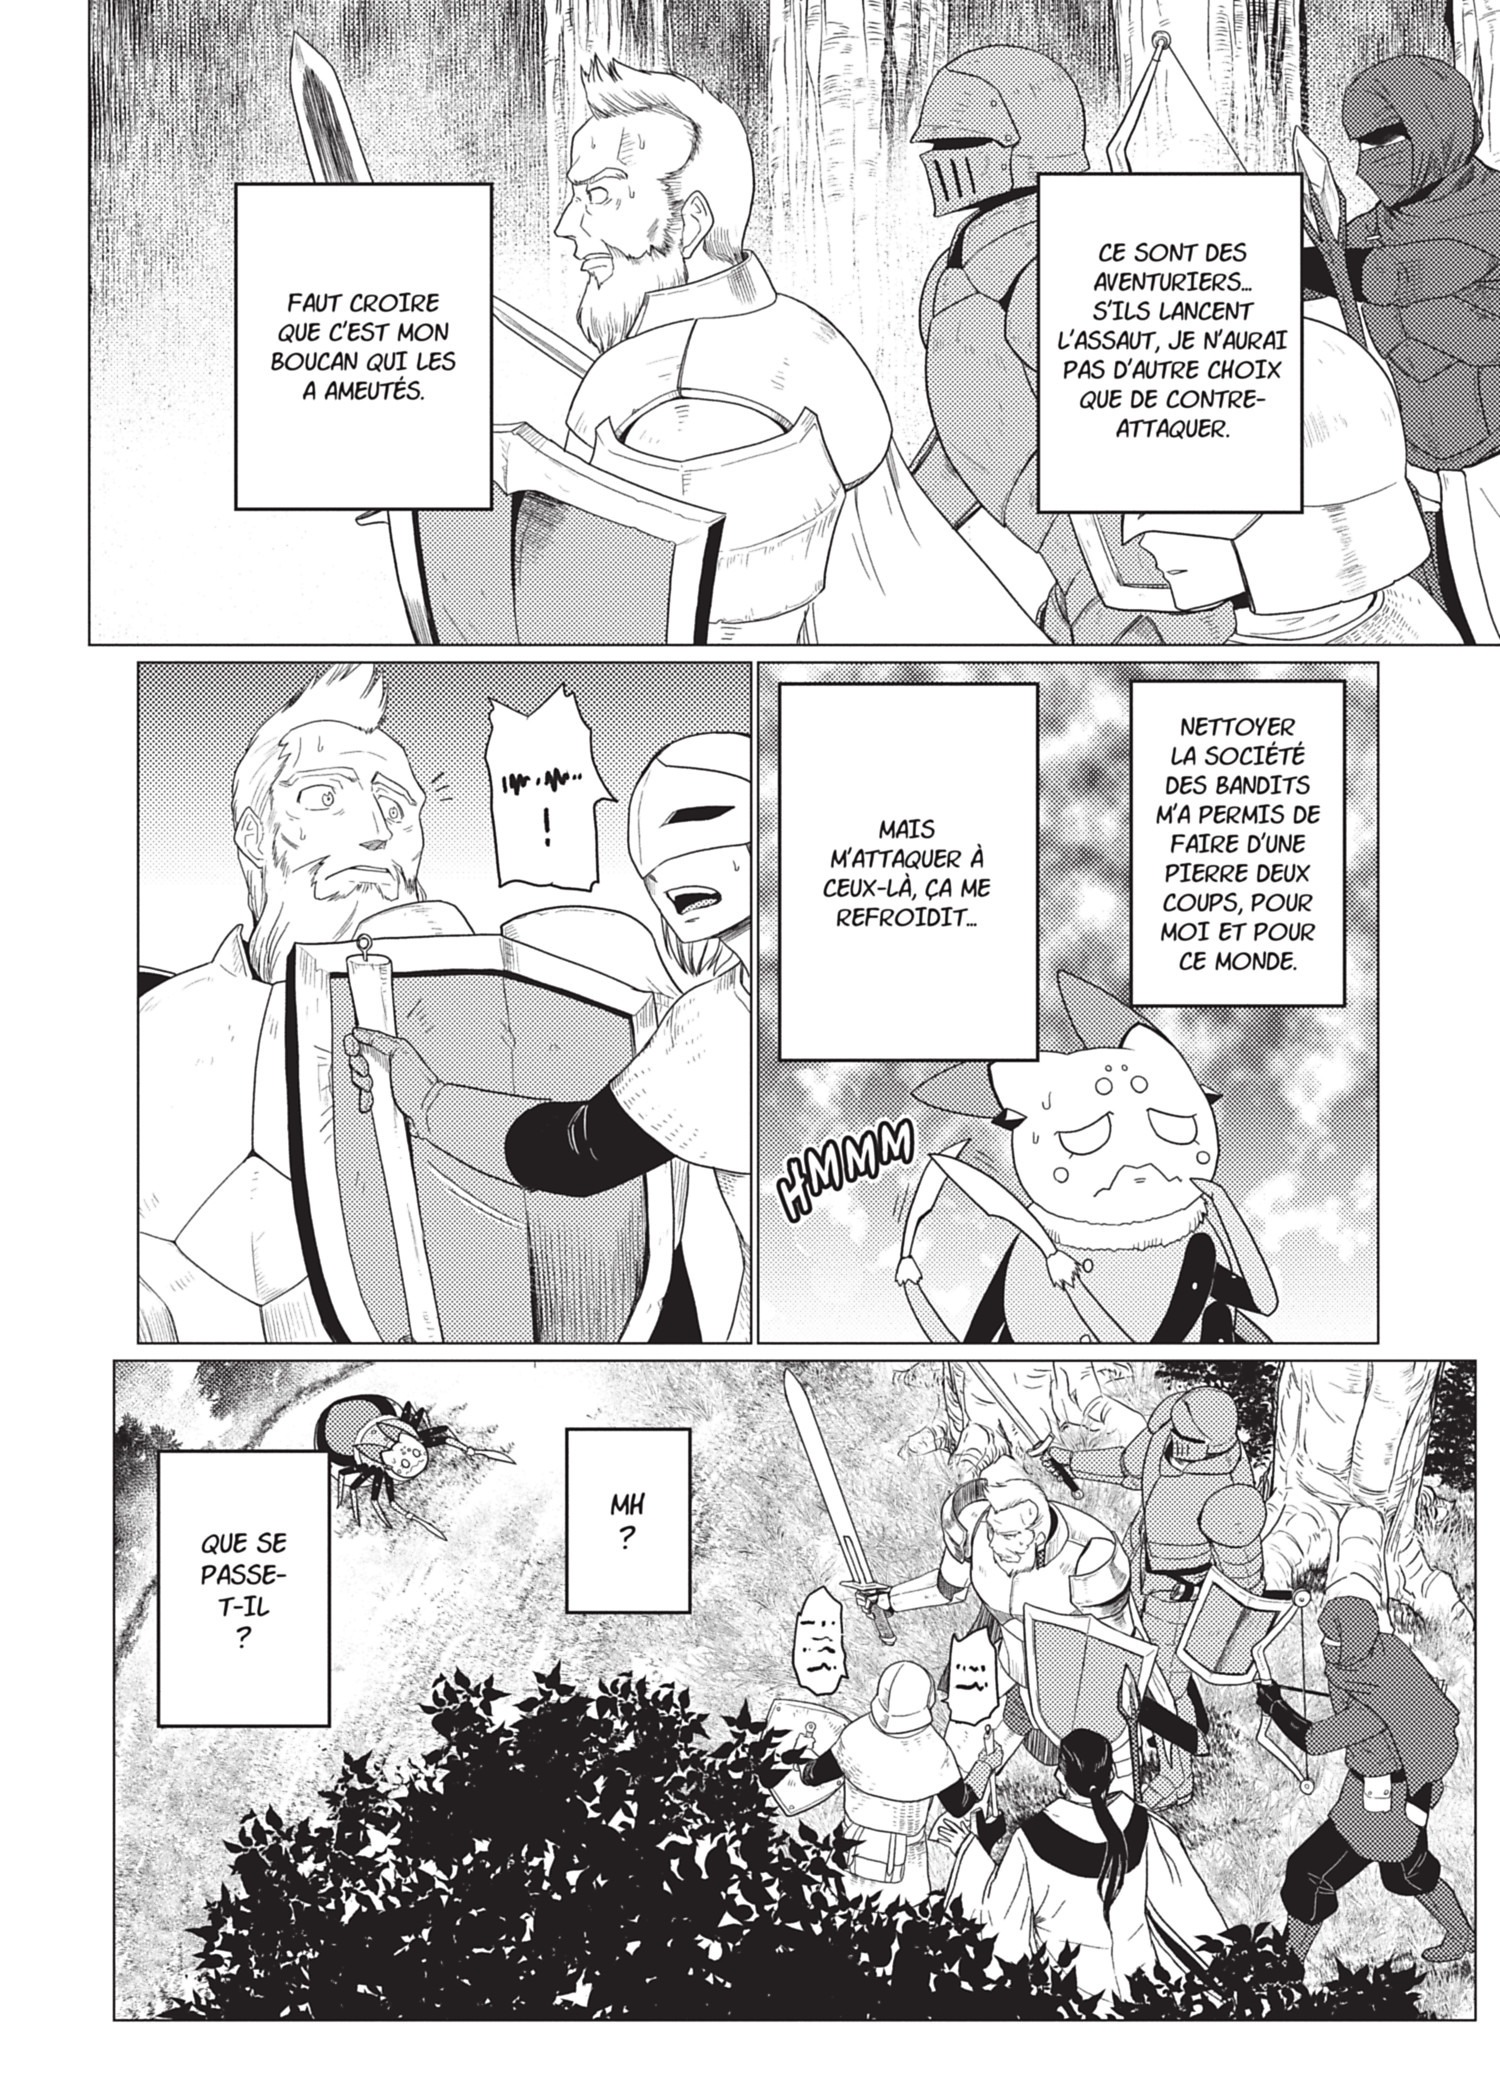 CE SONT DES
AVENTURIERS...
S'ILS LANCENT
L'ASSAUT, JE N'AURAI
PAS D'AUTRE CHOIX
QUE DE CONTRE-
ATTAQUER.
FAUT CROIRE
QUE C'EST MON
BOUCAN QUI LES
A AMEUTÉS.
NETTOYER
LA SOCIÉTÉ
DES BANDITS
M'A PERMIS DE
FAIRE D'UNE
PIERRE DEUX
COUPS, POUR
MOI ET POUR
CE MONDE.
MAIS
M'ATTAQUER À
CEUX-LÀ, ÇA ME
REFROIDIT...
HMMM
!
MH
?
QUE SE
PASSE-
T-IL
?